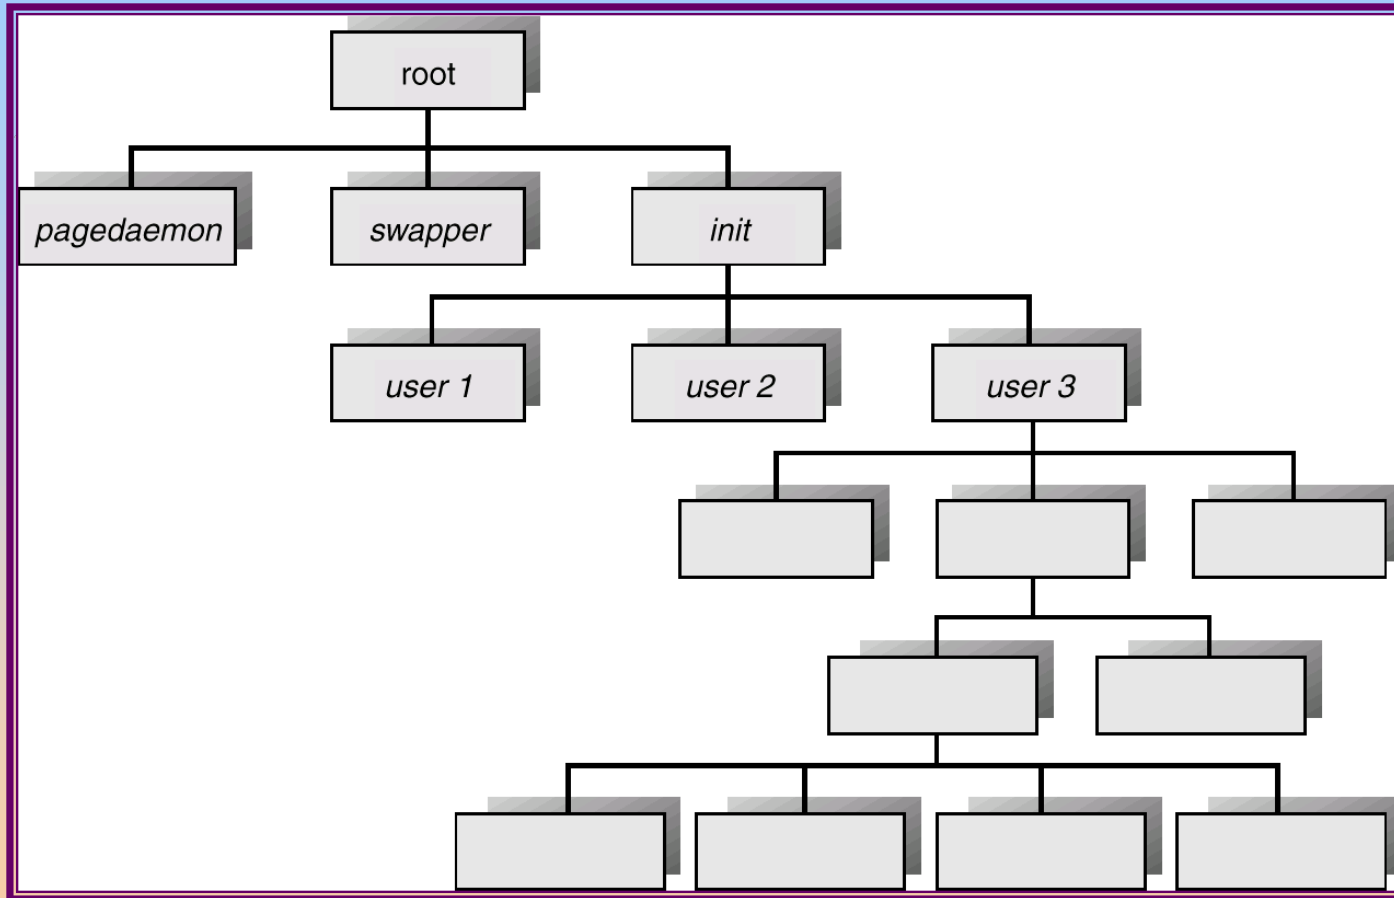 root
pagedaemon
swapper
init
user 1
user 2
user 3